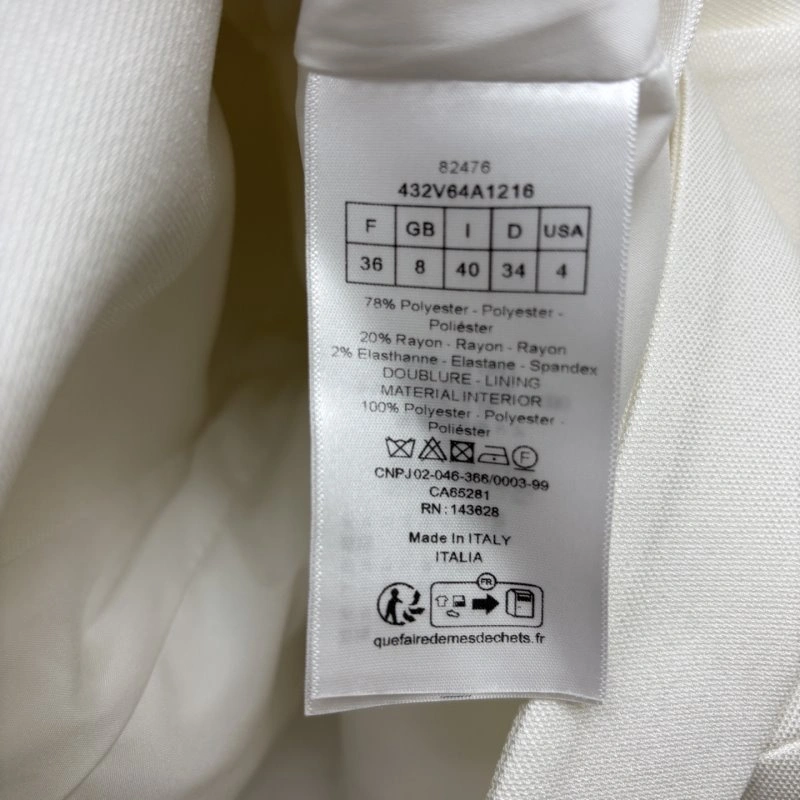 82476
432V64A1216
F GB I D USA
36 8 40 34 4
78% Polyester - Polyester -
Poliéster
20% Rayon - Rayon - Rayon
2% Elasthanne - Elastane - Spandex
DOUBLURE - LINING
MATERIAL INTERIOR
100% Polyester - Polyester -
Poliéster
F
CNPJ 02-046-366/0003-99
CA65281
RN : 143628
Made In ITALY
ITALIA
FR
quefairedemesdechets.fr